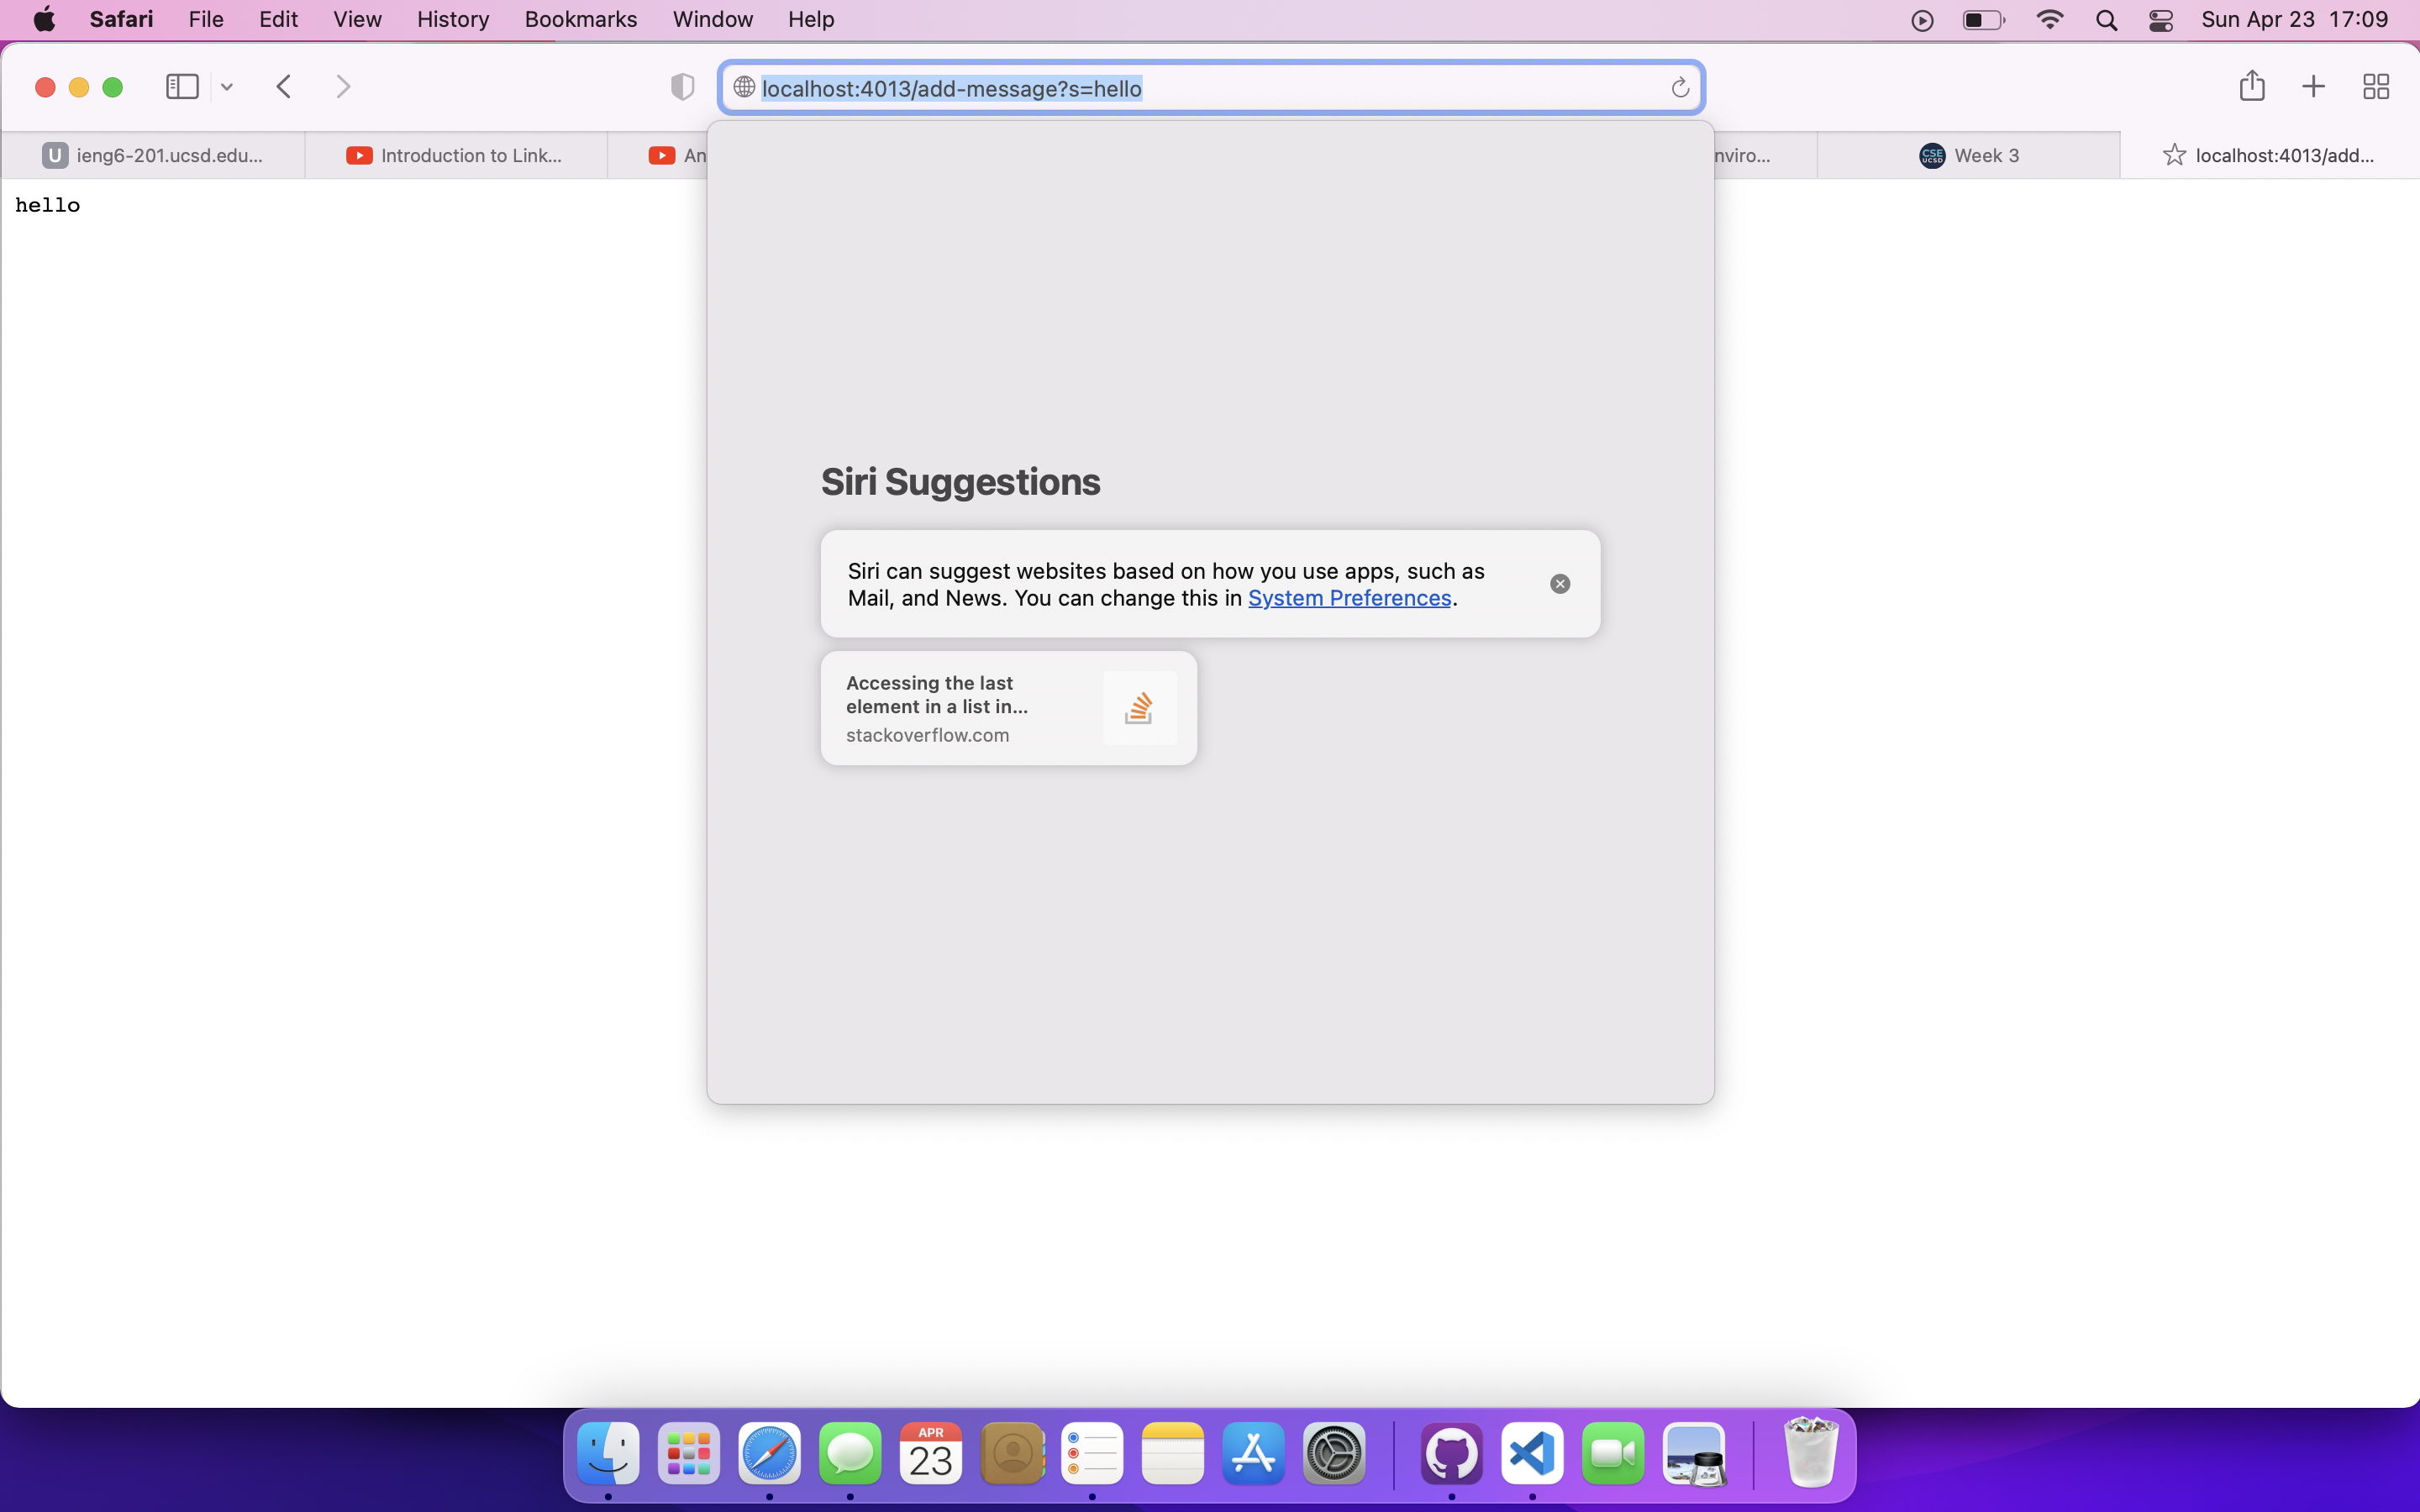 Safari File Edit View History Bookmarks Window Help Sun Apr 23 17:09
localhost:4013/add-message?s=hello
U ieng6-201.ucsd.edu... Introduction to Link... An nviro... CSE UCSD Week 3 localhost:4013/add...
hello
Siri Suggestions
Siri can suggest websites based on how you use apps, such as
Mail, and News. You can change this in System Preferences.
Accessing the last
element in a list in...
stackoverflow.com
APR
23